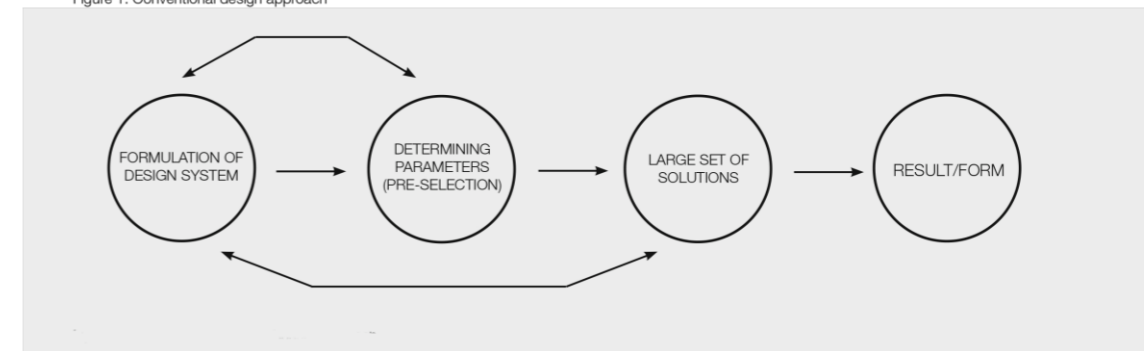 Figure 1. Conventional design approach
FORMULATION OF
DESIGN SYSTEM
DETERMINING
PARAMETERS
(PRE-SELECTION)
LARGE SET OF
SOLUTIONS
RESULT/FORM